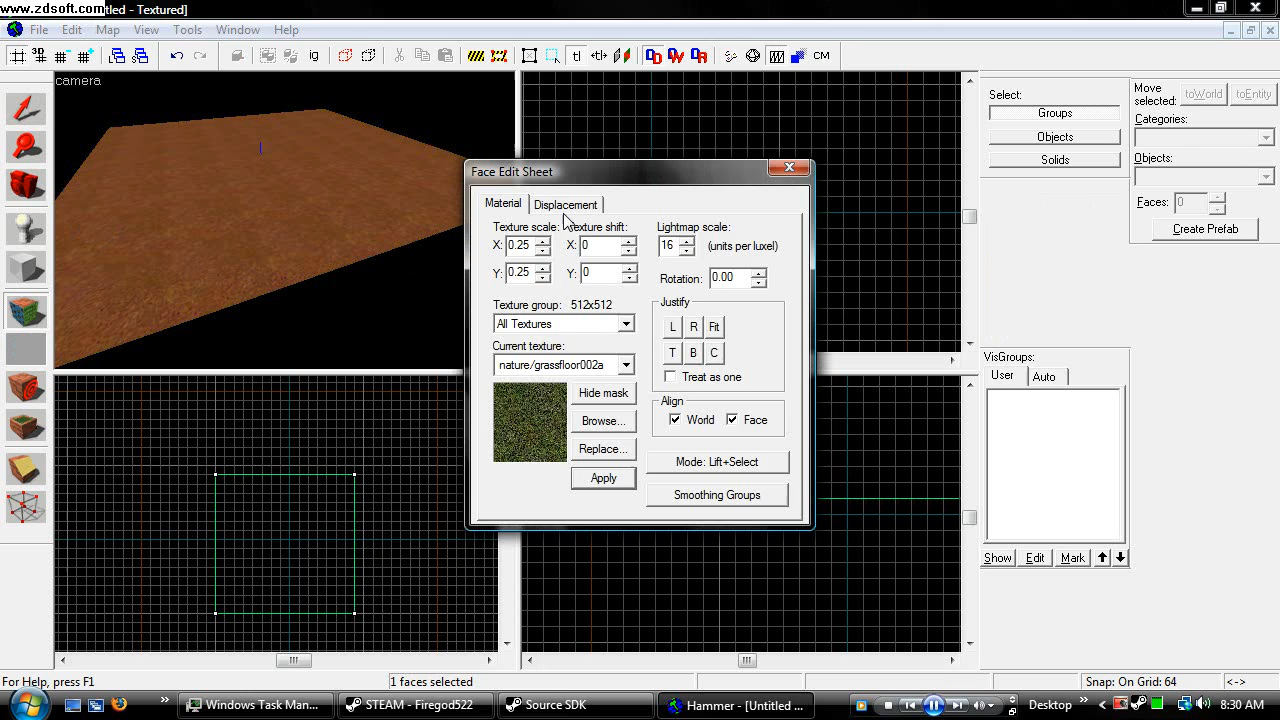 www.zdsoft.com
ntitled - Textured]
File Edit Map View Tools Window Help
3D
ig
tl
CM
camera
Select:
Groups
Objects
Solids
Move
selected:
toWorld
toEntity
Categories:
Objects:
Faces: 0
Create Prefab
Face Edit Sheet
Material
Displacement
Texture scale:
Texture shift:
Lightmap scale:
X: 0.25
X: 0
16
(units per luxel)
Y: 0.25
Y: 0
Rotation: 0.00
Texture group: 512x512
All Textures
Justify
L R Fit
T B C
Treat as one
Current texture:
nature/grassfloor002a
Hide mask
Browse...
Replace...
Apply
Align
World
Face
Mode: Lift+Select
Smoothing Groups
VisGroups:
User
Auto
Show
Edit
Mark
For Help, press F1
1 faces selected
Snap: On Grid: 64
<->
Windows Task Man...
STEAM - Firegod522
Source SDK
Hammer - [Untitled ...
Desktop
8:30 AM